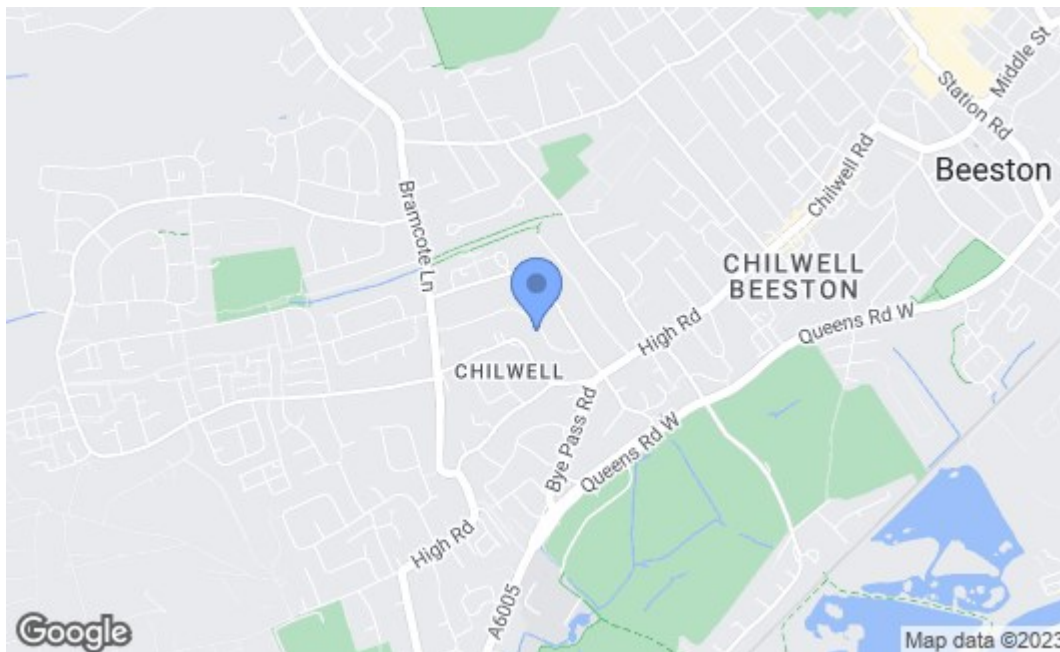 Middle St
Station Rd
Beeston
Chilwell Rd
Bramcote Ln
CHILWELL
BEESTON
Queens Rd W
High Rd
CHILWELL
Bye Pass Rd
Queens Rd W
High Rd
A6005
Google
Map data ©2023